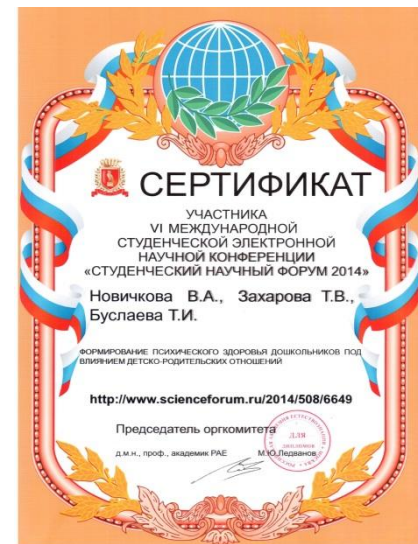 СЕРТИФИКАТ
УЧАСТНИКА
VI МЕЖДУНАРОДНОЙ
СТУДЕНЧЕСКОЙ ЭЛЕКТРОННОЙ
НАУЧНОЙ КОНФЕРЕНЦИИ
«СТУДЕНЧЕСКИЙ НАУЧНЫЙ ФОРУМ 2014»
Новичкова В.А., Захарова Т.В.,
Буслаева Т.И.
ФОРМИРОВАНИЕ ПСИХИЧЕСКОГО ЗДОРОВЬЯ ДОШКОЛЬНИКОВ ПОД
ВЛИЯНИЕМ ДЕТСКО-РОДИТЕЛЬСКИХ ОТНОШЕНИЙ
http://www.scienceforum.ru/2014/508/6649
Председатель оргкомитета
ДЛЯ
д.м.н., проф., академик РАЕ М.Ю.Ледванов